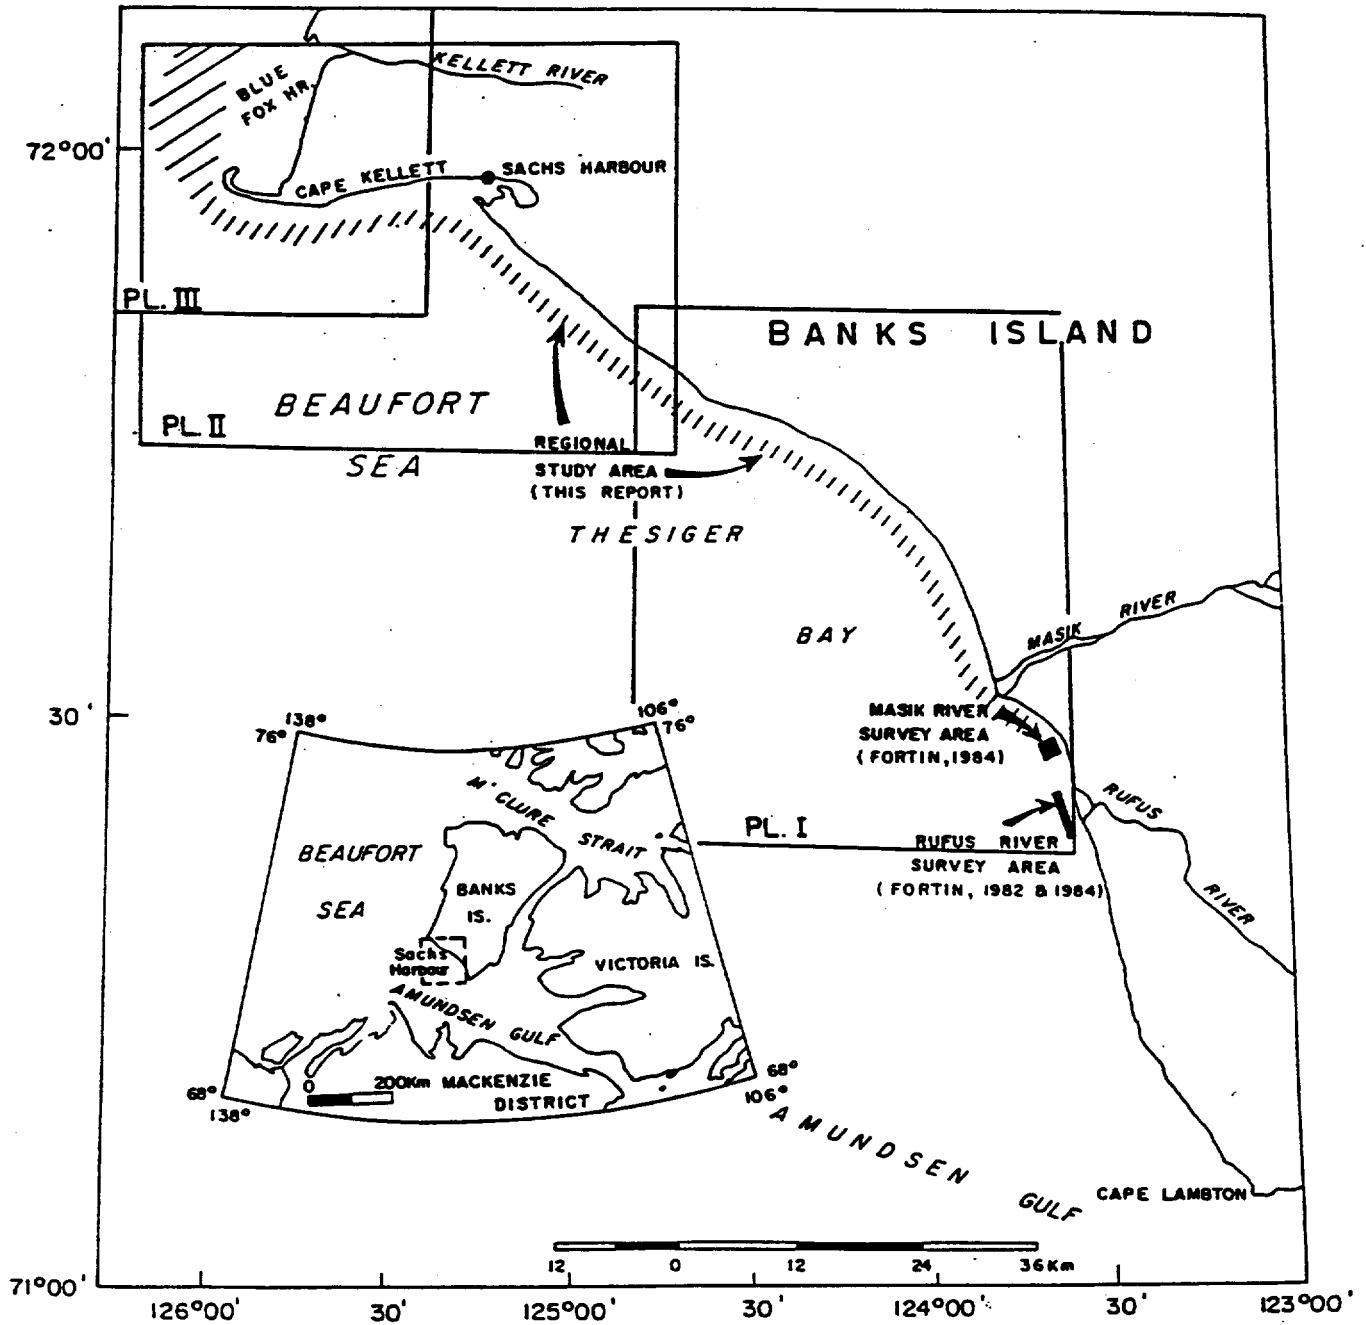 KELLETT RIVER
BLUE
FOX HR.
72°00'
CAPE KELLETT
SACHS HARBOUR
PL. III
BANKS ISLAND
BEAUFORT
SEA
PL II
REGIONAL
STUDY AREA
(THIS REPORT)
THESIGER
BAY
MASIK RIVER
30'
MASIK RIVER
SURVEY AREA
(FORTIN, 1984)
RUFUS
RIVER
PL. I
RUFUS RIVER
SURVEY AREA
(FORTIN, 1982 & 1984)
138°
76°
106°
76°
M'CLURE
STRAIT
BEAUFORT
SEA
BANKS
IS.
Sachs
Harbour
VICTORIA IS.
AMUNDSEN GULF
0 200Km
MACKENZIE
DISTRICT
68°
138°
68°
106°
AMUNDSEN
GULF
CAPE LAMBTON
12 0 12 24 36Km
71°00'
126°00' 30' 125°00' 30' 124°00' 30' 123°00'